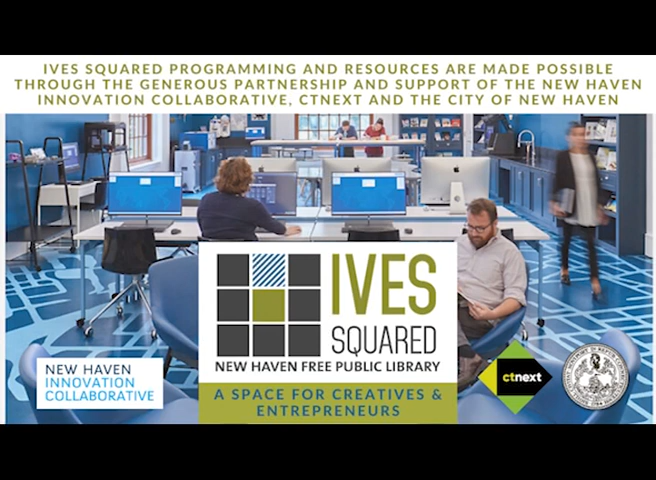 IVES SQUARED PROGRAMMING AND RESOURCES ARE MADE POSSIBLE
THROUGH THE GENEROUS PARTNERSHIP AND SUPPORT OF THE NEW HAVEN
INNOVATION COLLABORATIVE, CTNEXT AND THE CITY OF NEW HAVEN
IVES
SQUARED
NEW HAVEN FREE PUBLIC LIBRARY
A SPACE FOR CREATIVES &
ENTREPRENEURS
NEW HAVEN
INNOVATION
COLLABORATIVE
ctnext